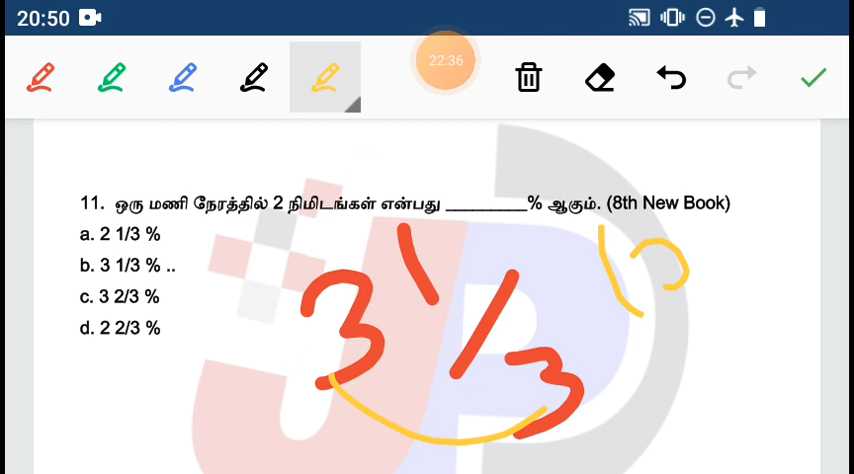 20:50
22:36
11. ஒரு மணி நேரத்தில் 2 நிமிடங்கள் என்பது _________% ஆகும். (8th New Book)
a. 2 1/3 %
b. 3 1/3 % ..
c. 3 2/3 %
d. 2 2/3 %
3 1/3